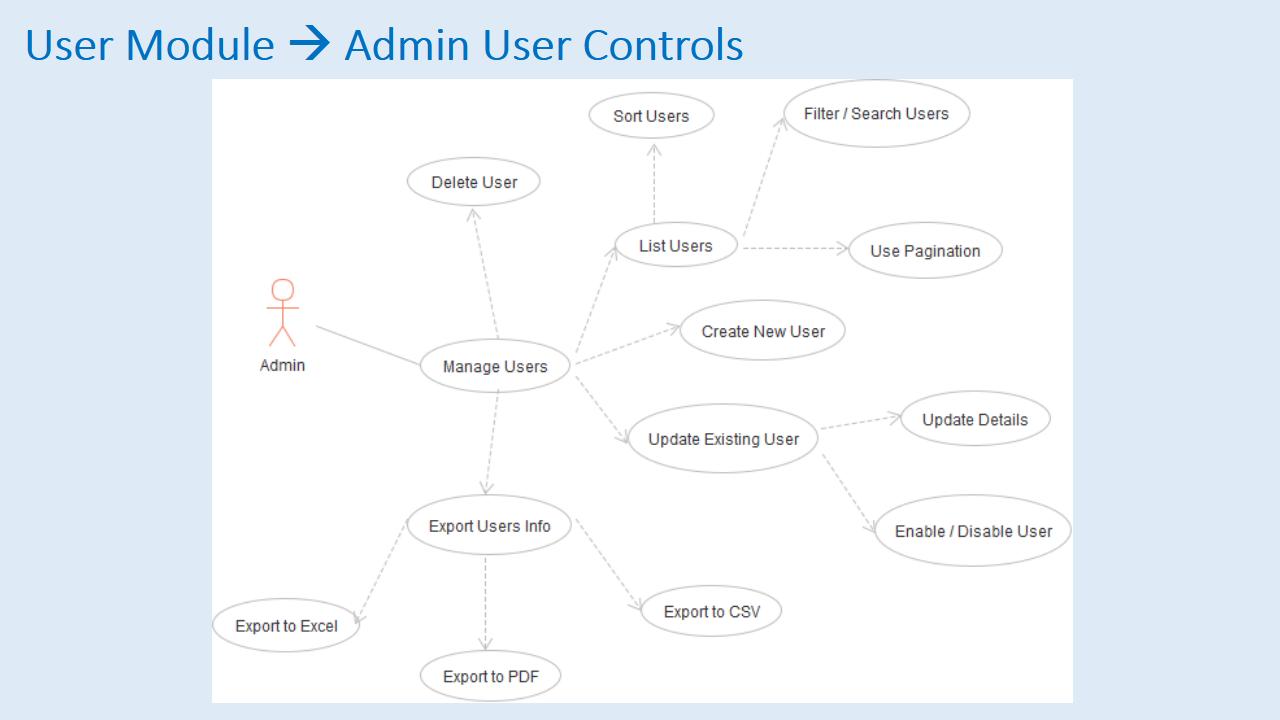 User Module → Admin User Controls
Sort Users
Filter / Search Users
Delete User
List Users
Use Pagination
Create New User
Admin
Manage Users
Update Existing User
Update Details
Export Users Info
Enable / Disable User
Export to Excel
Export to CSV
Export to PDF